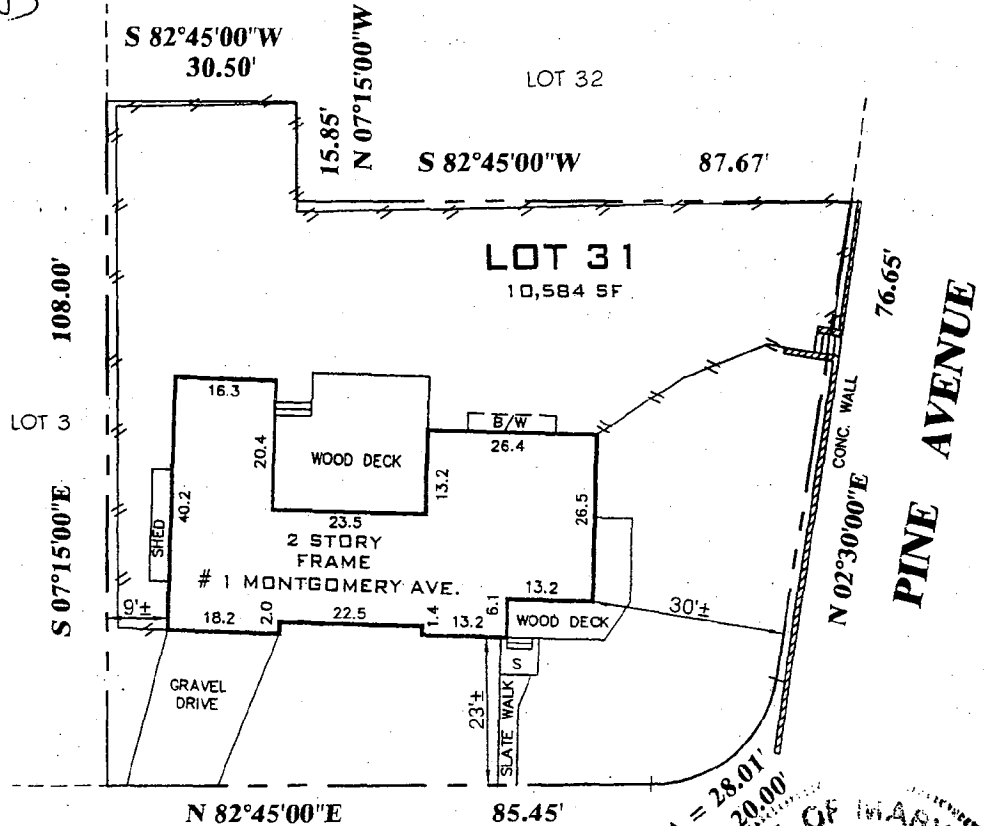 S 82°45'00"W
30.50'
15.85'
N 07°15'00"W
LOT 32
S 82°45'00"W 87.67'
LOT 31
10,584 SF
76.65'
PINE AVENUE
108.00'
S 07°15'00"E
LOT 3
16.3
20.4
WOOD DECK
B/W
26.4
13.2
26.5
CONC. WALL
N 02°30'00"E
40.2
SHED
23.5
2 STORY
FRAME
# 1 MONTGOMERY AVE.
9'±
18.2
2.0
22.5
1.4
13.2
6.1
13.2
WOOD DECK
30'±
S
GRAVEL
DRIVE
23'±
SLATE WALK
N 82°45'00"E 85.45'
= 28.01'
20.00'
OF